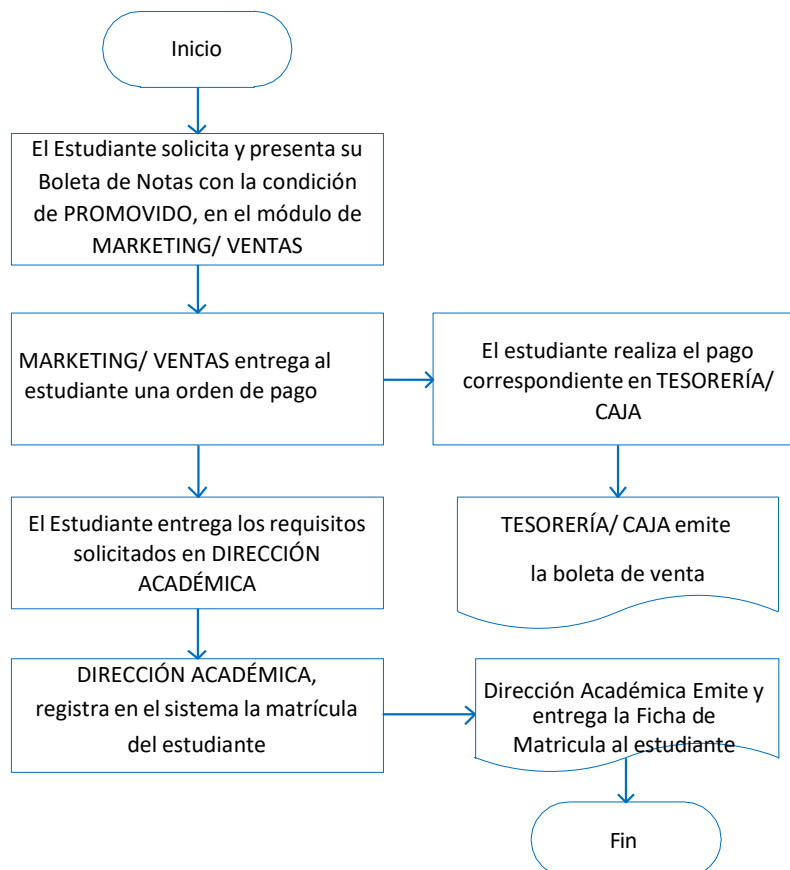 Inicio
El Estudiante solicita y presenta su
Boleta de Notas con la condición
de PROMOVIDO, en el módulo de
MARKETING/ VENTAS
MARKETING/ VENTAS entrega al
estudiante una orden de pago
El estudiante realiza el pago
correspondiente en TESORERÍA/
CAJA
El Estudiante entrega los requisitos
solicitados en DIRECCIÓN
ACADÉMICA
TESORERÍA/ CAJA emite
la boleta de venta
DIRECCIÓN ACADÉMICA,
registra en el sistema la matrícula
del estudiante
Dirección Académica Emite y
entrega la Ficha de
Matricula al estudiante
Fin